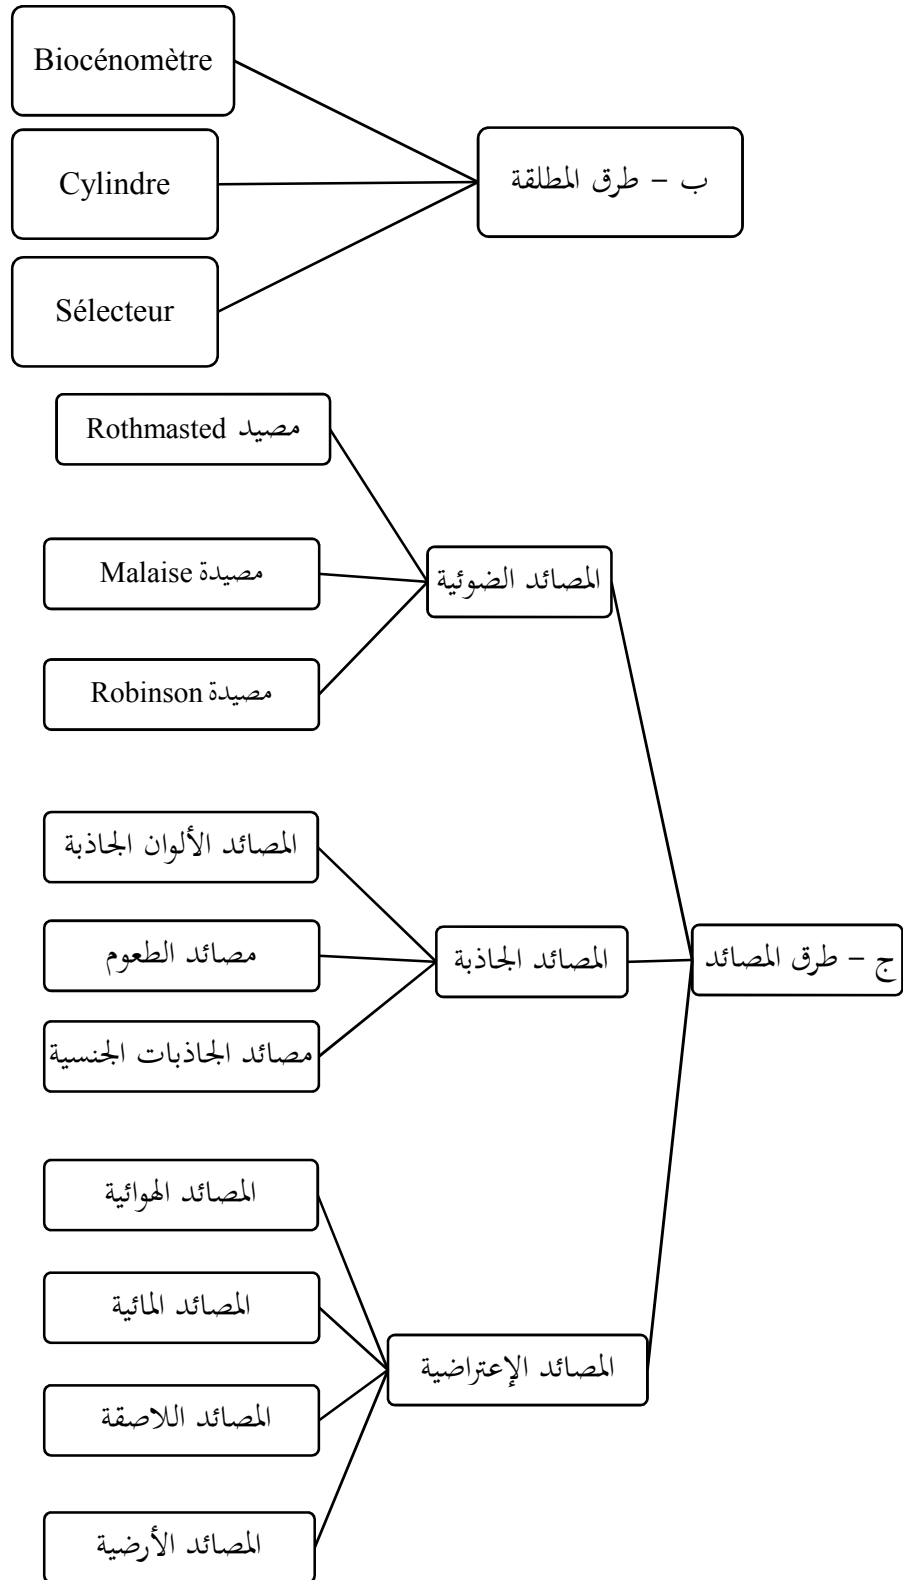 ب – طرق المطلقة
Biocénomètre
Cylindre
Sélecteur
ج – طرق المصائد
المصائد الضوئية
مصيد Rothmasted
مصيدة Malaise
مصيدة Robinson
المصائد الجاذبة
المصائد الألوان الجاذبة
مصائد الطعوم
مصائد الجاذبات الجنسية
المصائد الإعتراضية
المصائد الهوائية
المصائد المائية
المصائد اللاصقة
المصائد الأرضية